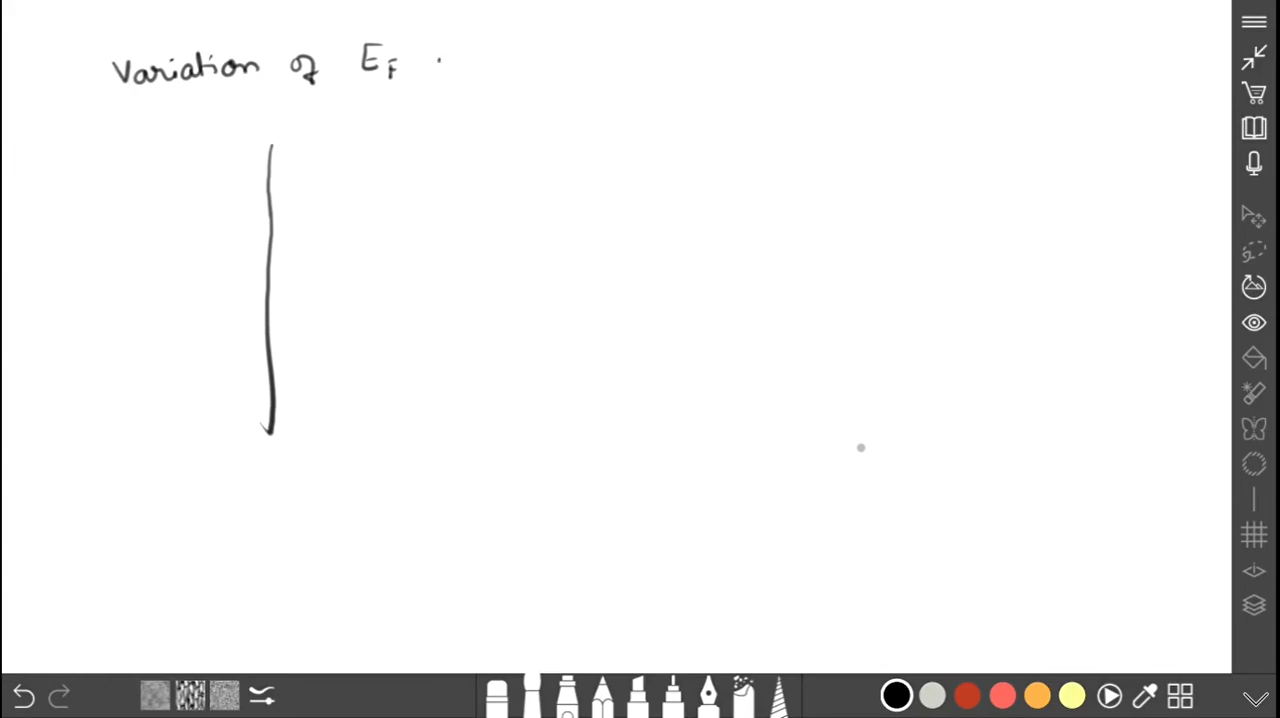 Variation of EF .